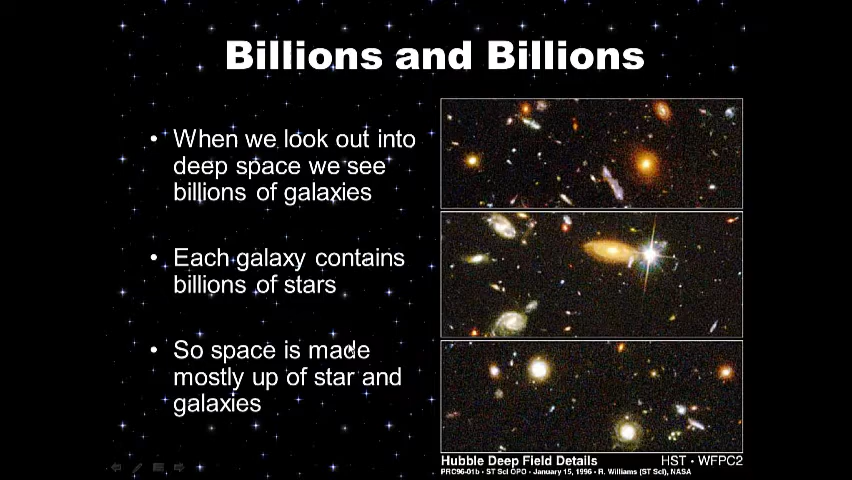 Billions and Billions
• When we look out into
deep space we see
billions of galaxies
• Each galaxy contains
billions of stars
• So space is made
mostly up of star and
galaxies
Hubble Deep Field Details HST • WFPC2
PRC96-01b • ST ScI OPO • January 15, 1996 • R. Williams (ST ScI), NASA